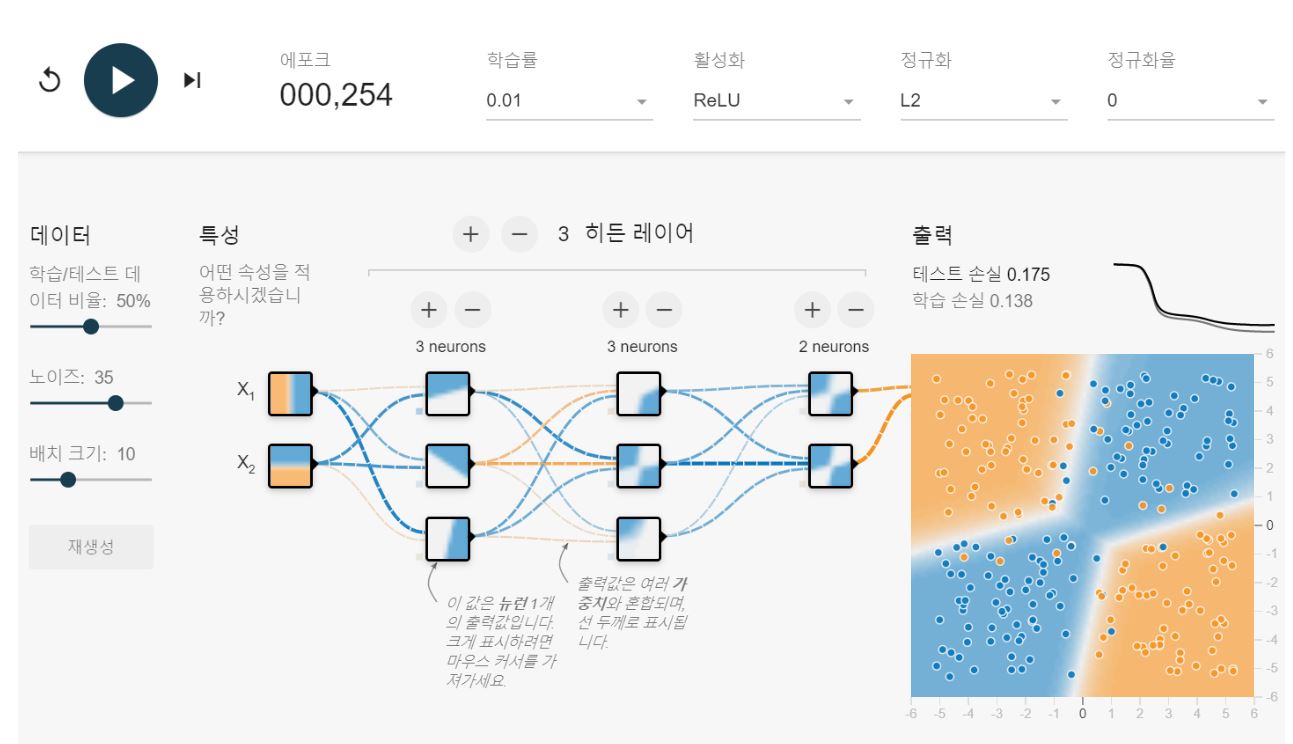 에포크
000,254
학습률
0.01
활성화
ReLU
정규화
L2
정규화율
0
데이터
학습/테스트 데
이터 비율: 50%
노이즈: 35
배치 크기: 10
재생성
특성
어떤 속성을 적
용하시겠습니
까?
X1
X2
+ − 3 히든 레이어
+ −
3 neurons
+ −
3 neurons
+ −
2 neurons
이 값은 뉴런 1개
의 출력값입니다.
크게 표시하려면
마우스 커서를 가
져가세요.
출력값은 여러 가
중치와 혼합되며,
선 두께로 표시됩
니다.
출력
테스트 손실 0.175
학습 손실 0.138
6
5
4
3
2
1
0
-1
-2
-3
-4
-5
-6
-6 -5 -4 -3 -2 -1 0 1 2 3 4 5 6